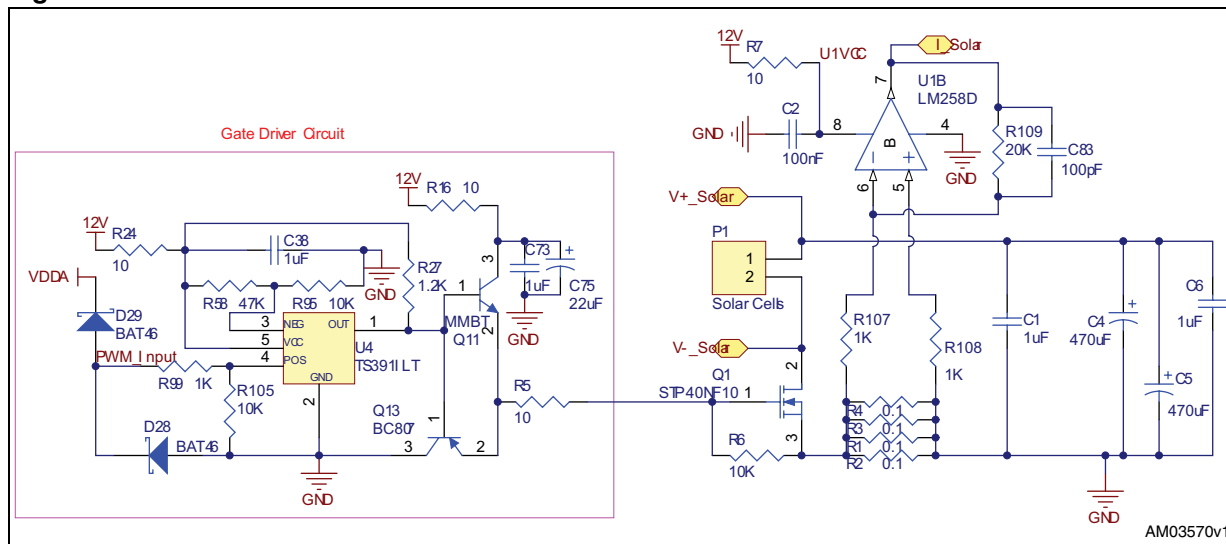 12V
R7
10
U1VCC
I_Solar
7
U1B
LM258D
GND
C2
100nF
8
B
4
GND
R109
20K
C83
100pF
6
5
Gate Driver Circuit
12V
R16 10
V+_Solar
P1
1
2
Solar Cells
12V
R24
10
C38
1uF
GND
R27
1.2K
3
C73
1uF
C75
22uF
GND
VDDA
R58 47K
R95 10K
1
MMBT
Q11
2
D29
BAT46
3 NEG OUT 1
5 VCC
4 POS
GND
2
U4
TS391ILT
PWM_Input
R99 1K
R105
10K
R107
1K
R108
1K
C1
1uF
C4
470uF
C6
1uF
C5
470uF
V-_Solar
Q1
STP40NF10
2
1
3
R5
10
R6
10K
R4 0.1
R3 0.1
R1 0.1
R2 0.1
Q13
BC807
1
3
2
D28
BAT46
GND
GND
AM03570v1